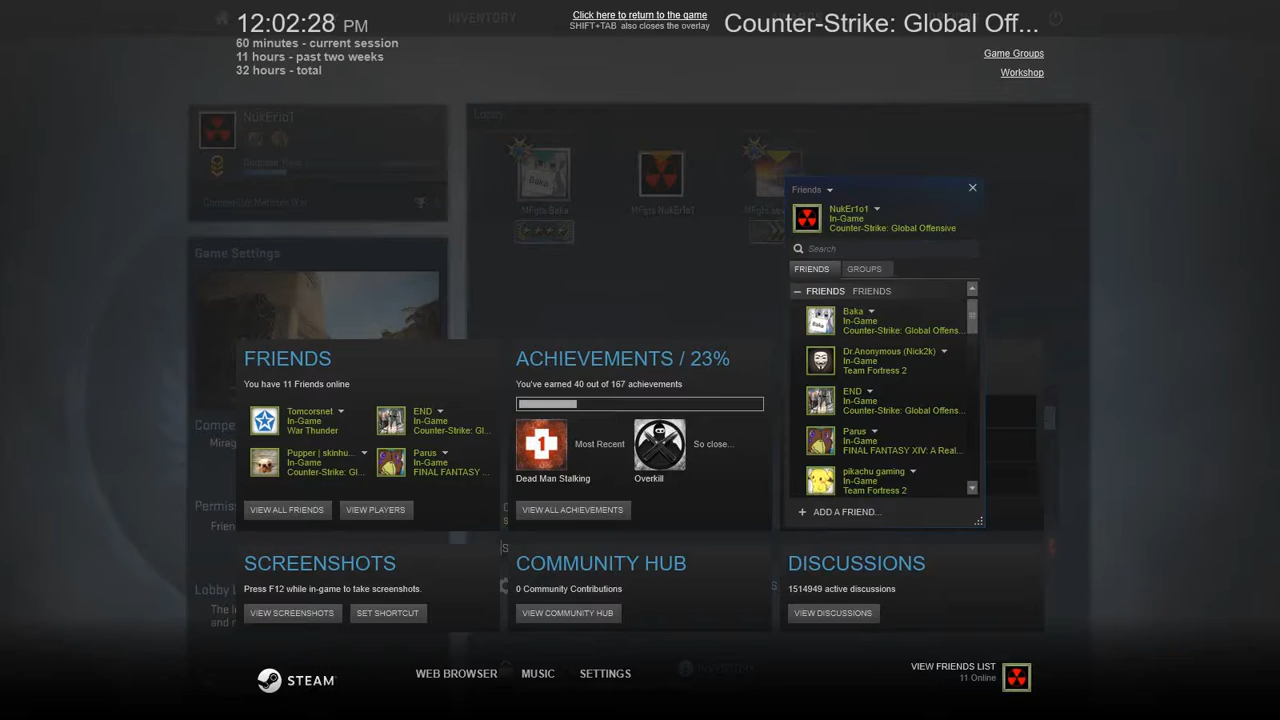 12:02:28 PM
60 minutes - current session
11 hours - past two weeks
32 hours - total
Click here to return to the game
SHIFT+TAB also closes the overlay
Counter-Strike: Global Off...
Game Groups
Workshop
INVENTORY
NukEr1o1
Lobby
Baka
Game Settings
Friends
NukEr1o1
In-Game
Counter-Strike: Global Offensive
Search
FRIENDS
GROUPS
FRIENDS FRIENDS
Baka
In-Game
Counter-Strike: Global Offens...
Dr.Anonymous (Nick2k)
In-Game
Team Fortress 2
END
In-Game
Counter-Strike: Global Offens...
Parus
In-Game
FINAL FANTASY XIV: A Real...
pikachu gaming
In-Game
Team Fortress 2
ADD A FRIEND...
FRIENDS
You have 11 Friends online
Tomcorsnet
In-Game
War Thunder
END
In-Game
Counter-Strike: Gl...
Pupper | skinhu...
In-Game
Counter-Strike: Gl...
Parus
In-Game
FINAL FANTASY ...
VIEW ALL FRIENDS
VIEW PLAYERS
ACHIEVEMENTS / 23%
You've earned 40 out of 167 achievements
1
Most Recent
So close...
Dead Man Stalking
Overkill
VIEW ALL ACHIEVEMENTS
SCREENSHOTS
Press F12 while in-game to take screenshots.
VIEW SCREENSHOTS
SET SHORTCUT
COMMUNITY HUB
0 Community Contributions
VIEW COMMUNITY HUB
DISCUSSIONS
1514949 active discussions
VIEW DISCUSSIONS
STEAM
WEB BROWSER
MUSIC
SETTINGS
VIEW FRIENDS LIST
11 Online